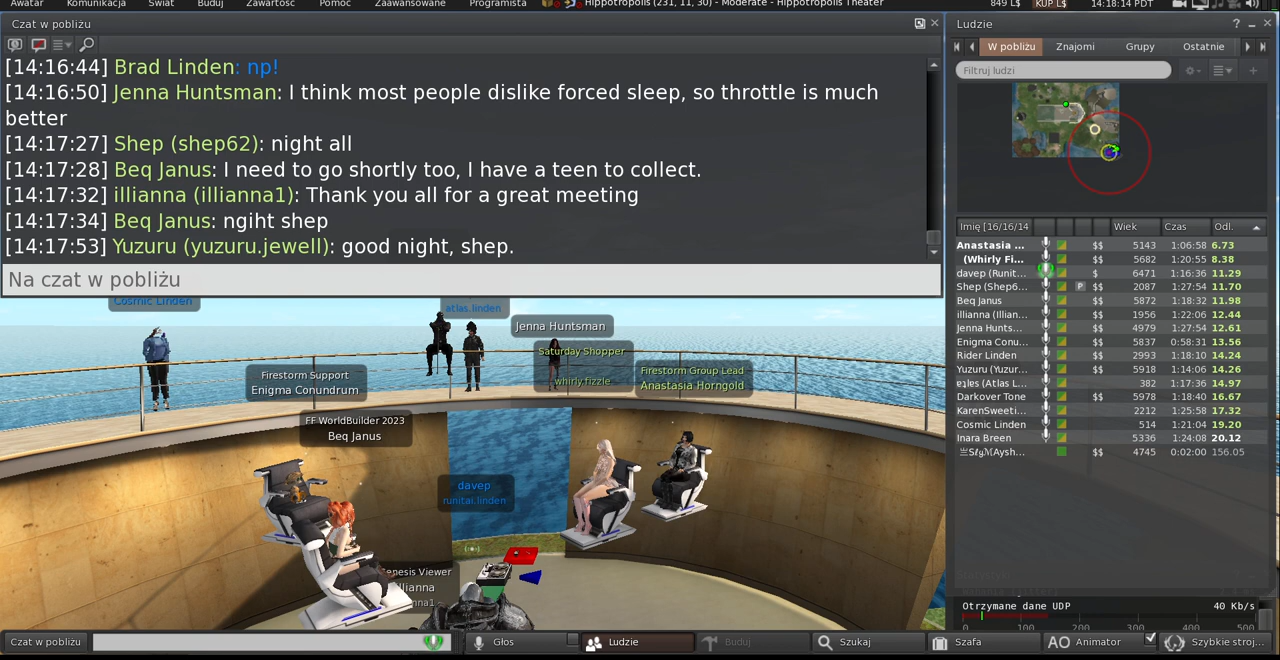 Awatar Komunikacja Świat Buduj Zawartość Pomoc Zaawansowane Programista Hippotropolis (231, 11, 30) - Moderate - Hippotropolis Theater 849 L$ KUP L$ 14:18:14 PDT
Czat w pobliżu
[14:16:44] Brad Linden: np!
[14:16:50] Jenna Huntsman: I think most people dislike forced sleep, so throttle is much
better
[14:17:27] Shep (shep62): night all
[14:17:28] Beq Janus: I need to go shortly too, I have a teen to collect.
[14:17:32] illianna (illianna1): Thank you all for a great meeting
[14:17:34] Beq Janus: ngiht shep
[14:17:53] Yuzuru (yuzuru.jewell): good night, shep.
Na czat w pobliżu
Ludzie
W pobliżu Znajomi Grupy Ostatnie
Filtruj ludzi
Imię [16/16/14 Wiek Czas Odl.
Anastasia ... $$ 5143 1:06:58 6.73
(Whirly Fi... $$ 5682 1:20:55 8.38
davep (Runit... $ 6471 1:16:36 11.29
Shep (Shep6... P $$ 2087 1:27:54 11.70
Beq Janus $$ 5872 1:18:32 11.98
illianna (Illian... $$ 1956 1:22:06 12.44
Jenna Hunts... $$ 4979 1:27:54 12.61
Enigma Conu... $$ 5837 0:58:31 13.56
Rider Linden $$ 2993 1:18:10 14.24
Yuzuru (Yuzur... $$ 5918 1:14:06 14.26
(Atlas L... 382 1:17:36 14.97
Darkover Tone $$ 5978 1:18:40 16.67
KarenSweeti... 2212 1:25:58 17.32
Cosmic Linden 514 1:21:04 19.20
Inara Breen 5336 1:24:08 20.12
(Aysh... $$ 4745 0:02:00 156.05
Otrzymane dane UDP 40 Kb/s
0 100 200 300 400 500
Cosmic Linden
atlas.linden
Jenna Huntsman
Saturday Shopper
whirly.fizzle
Firestorm Group Lead
Anastasia Horngold
Firestorm Support
Enigma Conundrum
FF WorldBuilder 2023
Beq Janus
davep
runitai.linden
enesis Viewer
llianna
nna1
Czat w pobliżu Głos Ludzie Buduj Szukaj Szafa AO Animator Szybkie stroj...